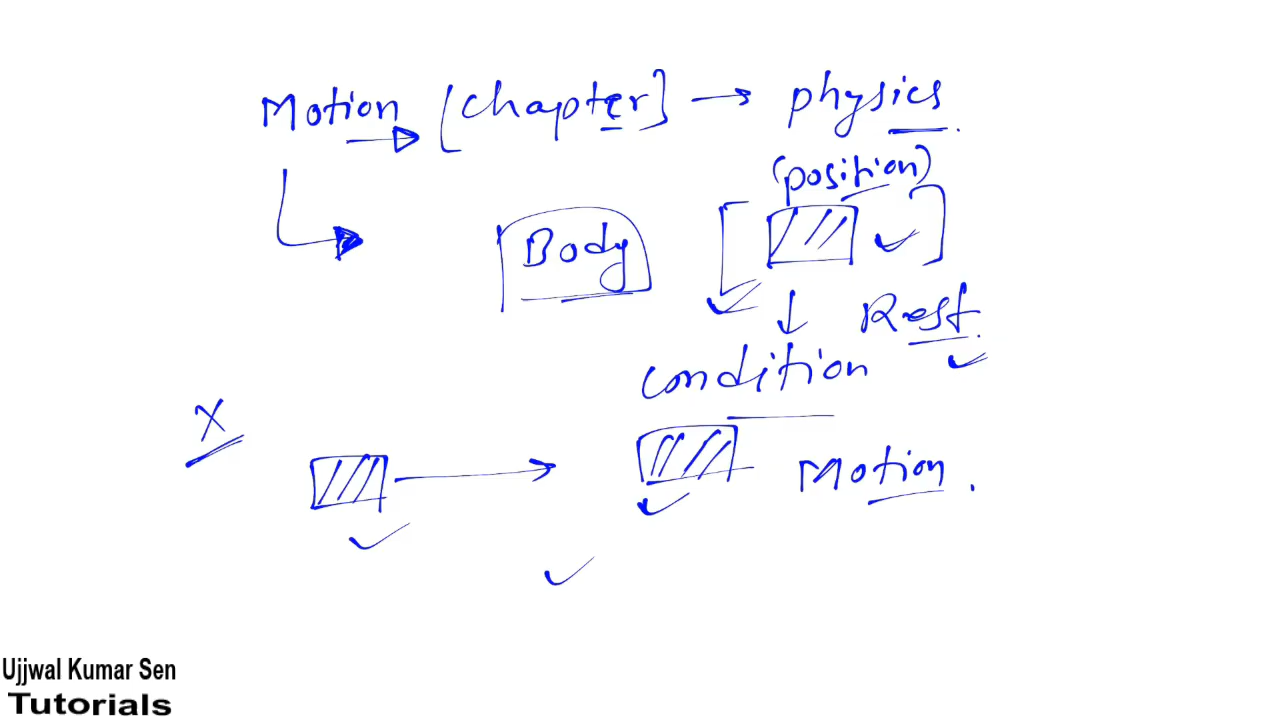 Motion [Chapter] → physics.
(position)
Body
Rest.
condition
X
Motion.
Ujjwal Kumar Sen
Tutorials